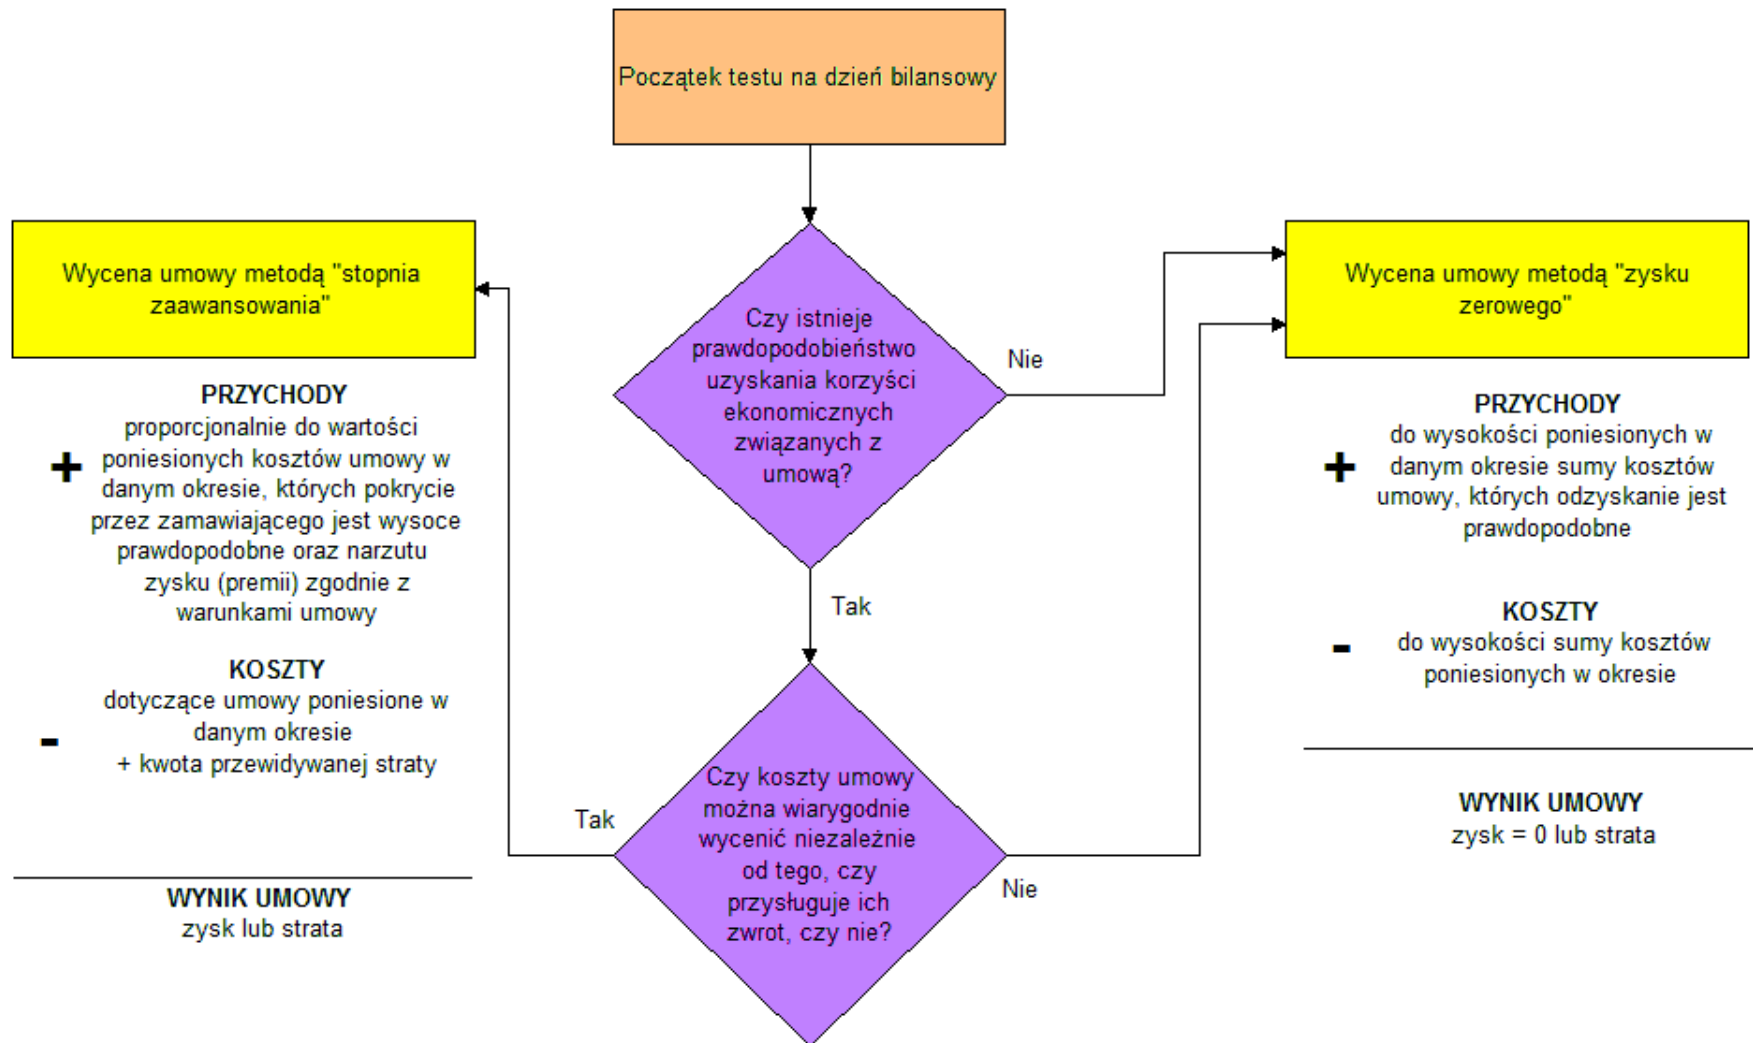 Początek testu na dzień bilansowy
Wycena umowy metodą "stopnia
zaawansowania"
PRZYCHODY
proporcjonalnie do wartości
+ poniesionych kosztów umowy w
danym okresie, których pokrycie
przez zamawiającego jest wysoce
prawdopodobne oraz narzutu
zysku (premii) zgodnie z
warunkami umowy
KOSZTY
dotyczące umowy poniesione w
- danym okresie
+ kwota przewidywanej straty
WYNIK UMOWY
zysk lub strata
Czy istnieje
prawdopodobieństwo
uzyskania korzyści
ekonomicznych
związanych z
umową?
Nie
Tak
Czy koszty umowy
można wiarygodnie
wycenić niezależnie
od tego, czy
przysługuje ich
zwrot, czy nie?
Tak
Nie
Wycena umowy metodą "zysku
zerowego"
PRZYCHODY
do wysokości poniesionych w
+ danym okresie sumy kosztów
umowy, których odzyskanie jest
prawdopodobne
KOSZTY
- do wysokości sumy kosztów
poniesionych w okresie
WYNIK UMOWY
zysk = 0 lub strata